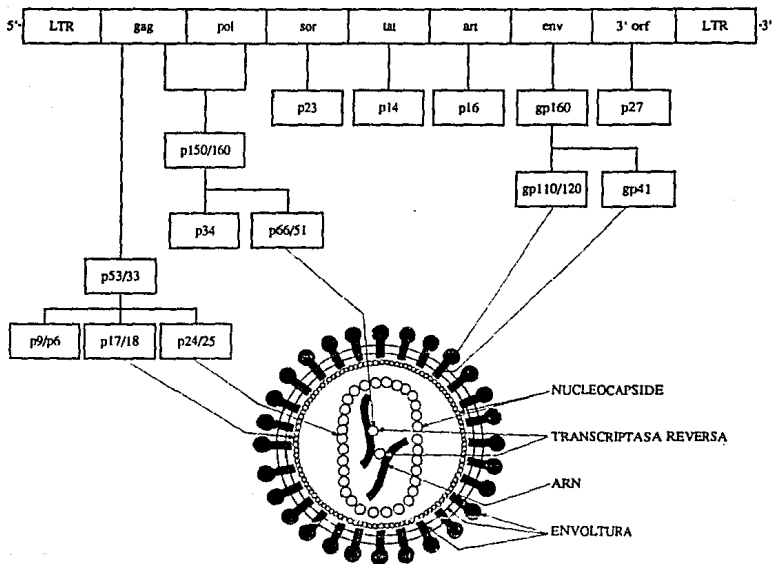 5'- LTR gag pol sor tat art env 3' orf LTR -3'
p23 p14 p16 gp160 p27
p150/160
gp110/120 gp41
p34 p66/51
p53/33
p9/p6 p17/18 p24/25
NUCLEOCAPSIDE
TRANSCRIPTASA REVERSA
ARN
ENVOLTURA